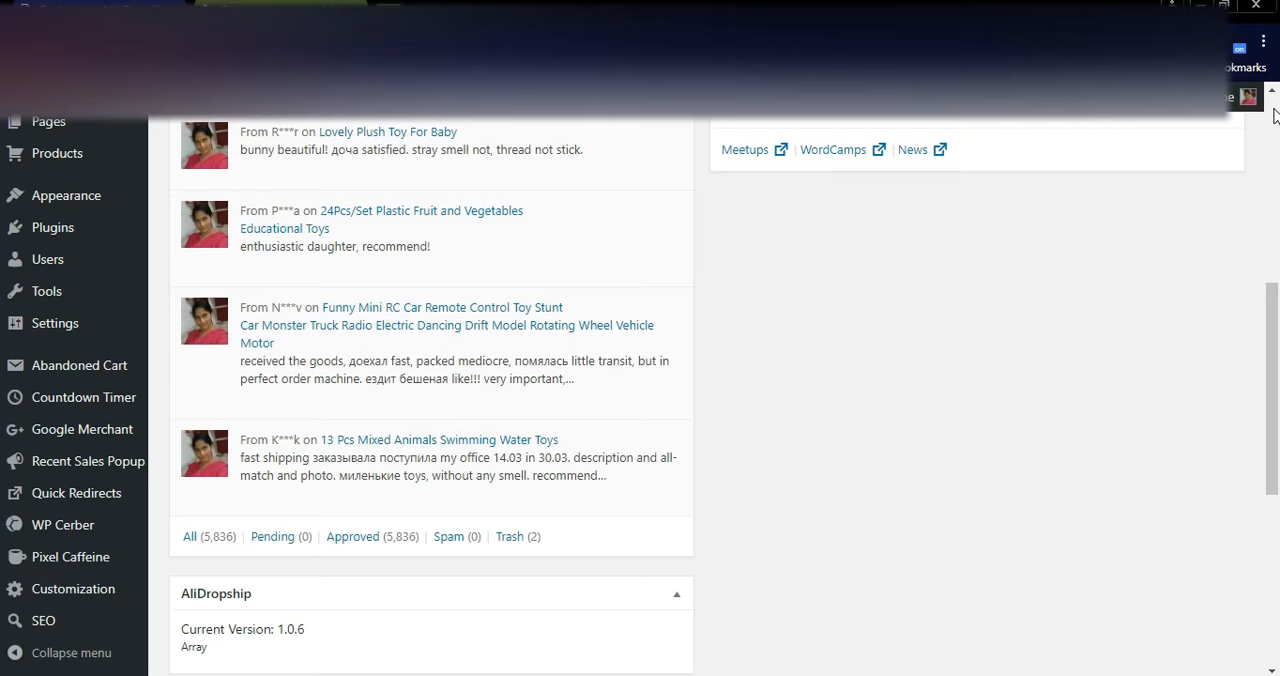 okmarks
e
Pages
Products
Appearance
Plugins
Users
Tools
Settings
Abandoned Cart
Countdown Timer
G+ Google Merchant
Recent Sales Popup
Quick Redirects
WP Cerber
Pixel Caffeine
Customization
SEO
Collapse menu
From R***r on Lovely Plush Toy For Baby
bunny beautiful! доча satisfied. stray smell not, thread not stick.
From P***a on 24Pcs/Set Plastic Fruit and Vegetables
Educational Toys
enthusiastic daughter, recommend!
From N***v on Funny Mini RC Car Remote Control Toy Stunt
Car Monster Truck Radio Electric Dancing Drift Model Rotating Wheel Vehicle
Motor
received the goods, доехал fast, packed mediocre, помялась little transit, but in
perfect order machine. ездит бешеная like!!! very important,...
From K***k on 13 Pcs Mixed Animals Swimming Water Toys
fast shipping заказывала поступила my office 14.03 in 30.03. description and all-
match and photo. миленькие toys, without any smell. recommend...
All (5,836) | Pending (0) | Approved (5,836) | Spam (0) | Trash (2)
AliDropship
Current Version: 1.0.6
Array
Meetups | WordCamps | News
on